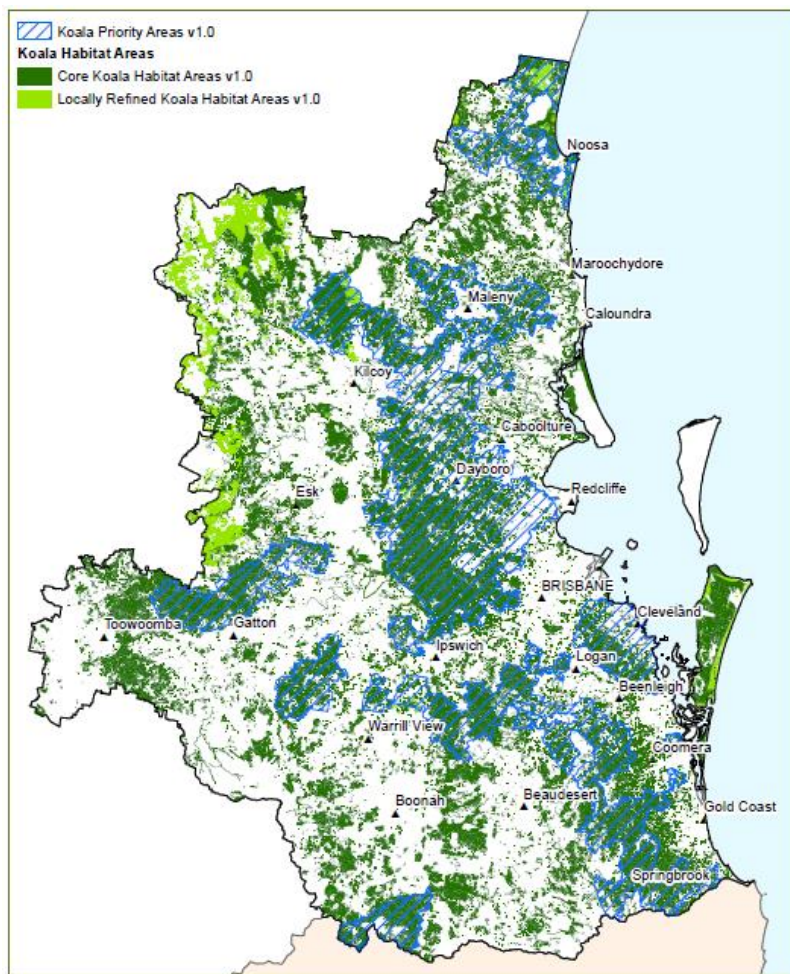 Koala Priority Areas v1.0
Koala Habitat Areas
Core Koala Habitat Areas v1.0
Locally Refined Koala Habitat Areas v1.0
Noosa
Maroochydore
Maleny
Caloundra
Kilcoy
Caboolture
Dayboro
Redcliffe
Esk
BRISBANE
Cleveland
Toowoomba
Gatton
Ipswich
Logan
Beenleigh
Warrill View
Coomera
Boonah
Beaudesert
Gold Coast
Springbrook